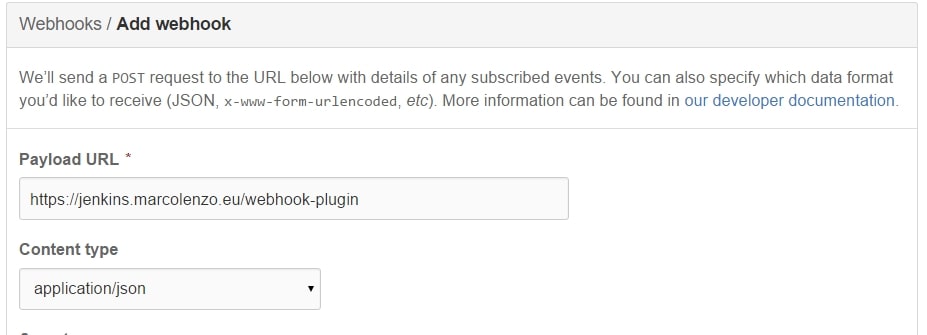 Webhooks / Add webhook
We’ll send a POST request to the URL below with details of any subscribed events. You can also specify which data format
you’d like to receive (JSON, x-www-form-urlencoded, etc). More information can be found in our developer documentation.
Payload URL *
https://jenkins.marcolenzo.eu/webhook-plugin
Content type
application/json